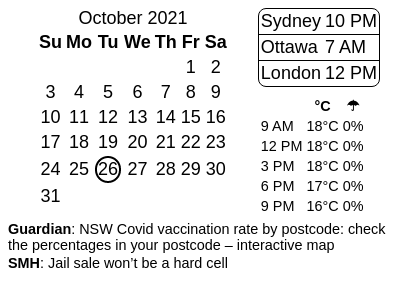 October 2021
Su Mo Tu We Th Fr Sa
1 2
3 4 5 6 7 8 9
10 11 12 13 14 15 16
17 18 19 20 21 22 23
24 25 26 27 28 29 30
31
Sydney 10 PM
Ottawa 7 AM
London 12 PM
°C ☂
9 AM 18°C 0%
12 PM 18°C 0%
3 PM 18°C 0%
6 PM 17°C 0%
9 PM 16°C 0%
Guardian: NSW Covid vaccination rate by postcode: check
the percentages in your postcode – interactive map
SMH: Jail sale won’t be a hard cell